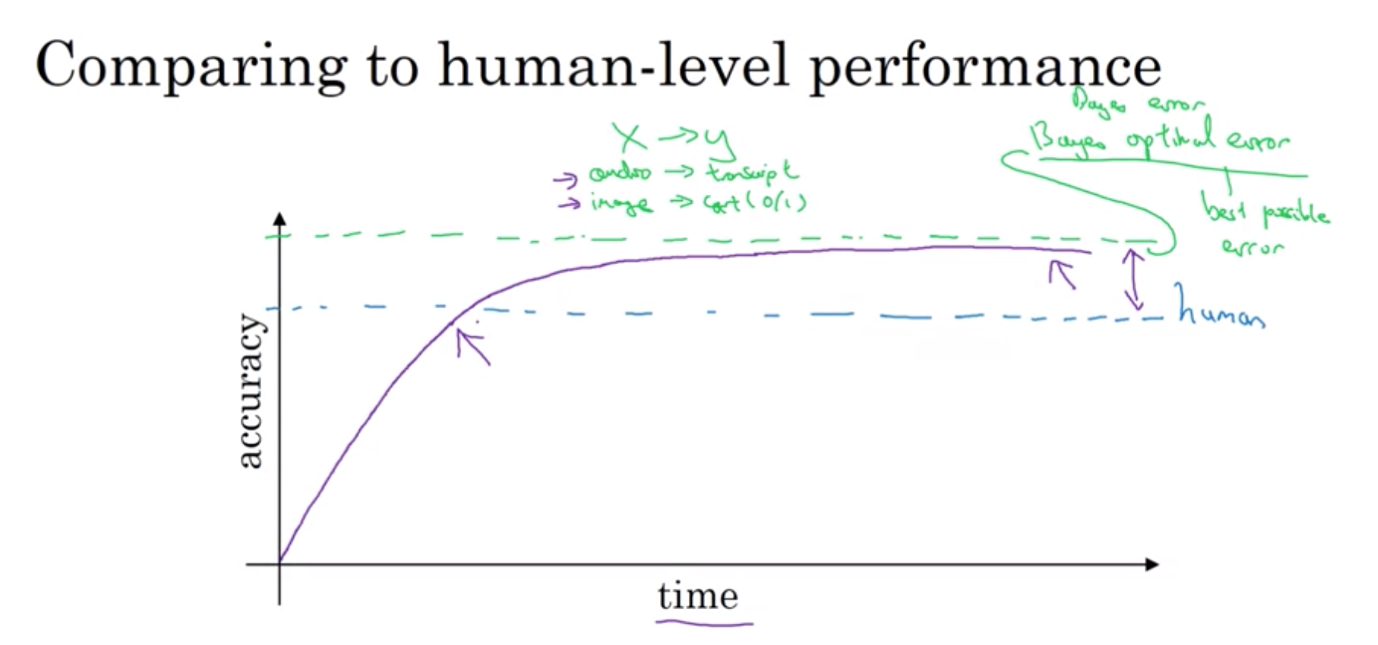 Comparing to human-level performance
Bayes error
Bayes optimal error
best possible
error
X → y
→ audio → transcript
→ image → cat (0/1)
human
accuracy
time